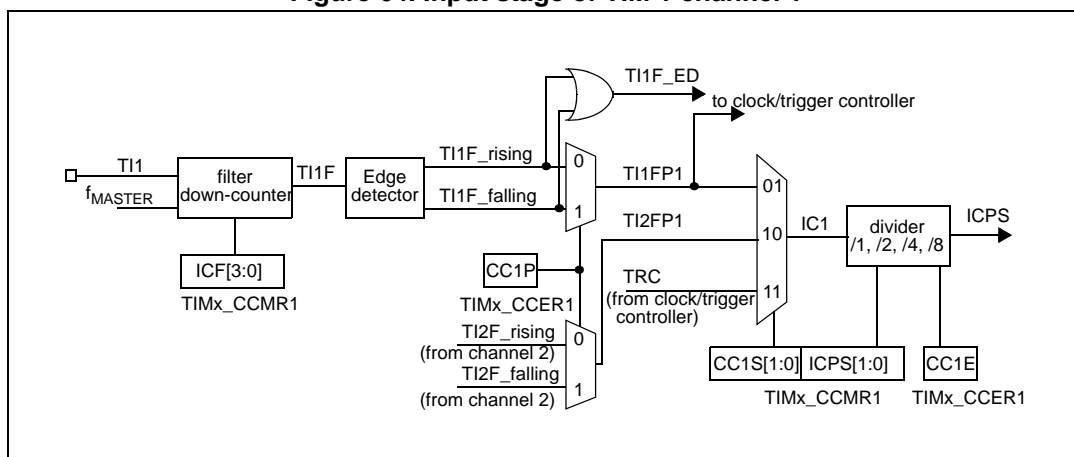 Input stage of TIM 1 channel 1
TI1F_ED
to clock/trigger controller
TI1
fMASTER
filter
down-counter
TI1F
Edge
detector
TI1F_rising
TI1F_falling
0
1
TI1FP1
TI2FP1
01
10
11
IC1
divider
/1, /2, /4, /8
ICPS
ICF[3:0]
TIMx_CCMR1
CC1P
TIMx_CCER1
TRC
(from clock/trigger
controller)
TI2F_rising
(from channel 2)
TI2F_falling
(from channel 2)
0
1
CC1S[1:0]
ICPS[1:0]
CC1E
TIMx_CCMR1
TIMx_CCER1